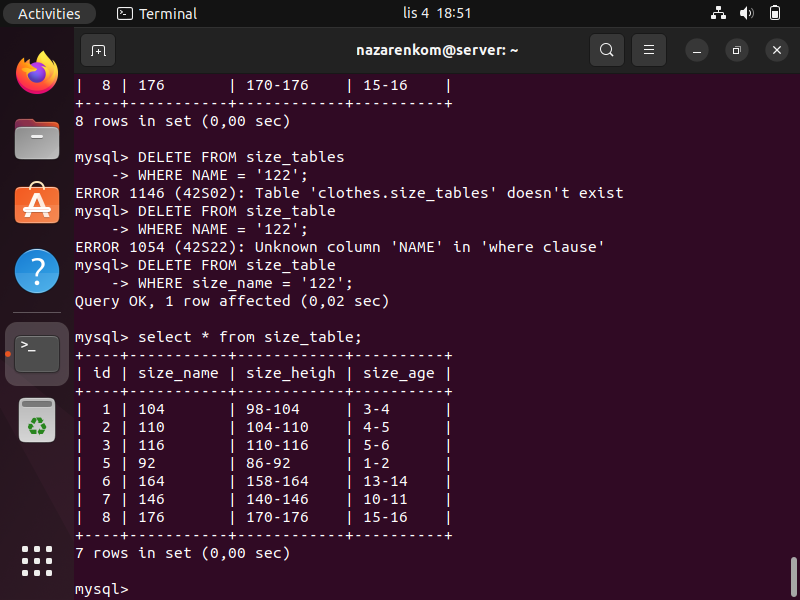 Activities
Terminal
lis 4 18:51
nazarenkom@server: ~
|  8 | 176       | 170-176    | 15-16    |
+----+-----------+------------+----------+
8 rows in set (0,00 sec)
mysql> DELETE FROM size_tables
    -> WHERE NAME = '122';
ERROR 1146 (42S02): Table 'clothes.size_tables' doesn't exist
mysql> DELETE FROM size_table
    -> WHERE NAME = '122';
ERROR 1054 (42S22): Unknown column 'NAME' in 'where clause'
mysql> DELETE FROM size_table
    -> WHERE size_name = '122';
Query OK, 1 row affected (0,02 sec)
mysql> select * from size_table;
+----+-----------+------------+----------+
| id | size_name | size_heigh | size_age |
+----+-----------+------------+----------+
|  1 | 104       | 98-104     | 3-4      |
|  2 | 110       | 104-110    | 4-5      |
|  3 | 116       | 110-116    | 5-6      |
|  5 | 92        | 86-92      | 1-2      |
|  6 | 164       | 158-164    | 13-14    |
|  7 | 146       | 140-146    | 10-11    |
|  8 | 176       | 170-176    | 15-16    |
+----+-----------+------------+----------+
7 rows in set (0,00 sec)
mysql>